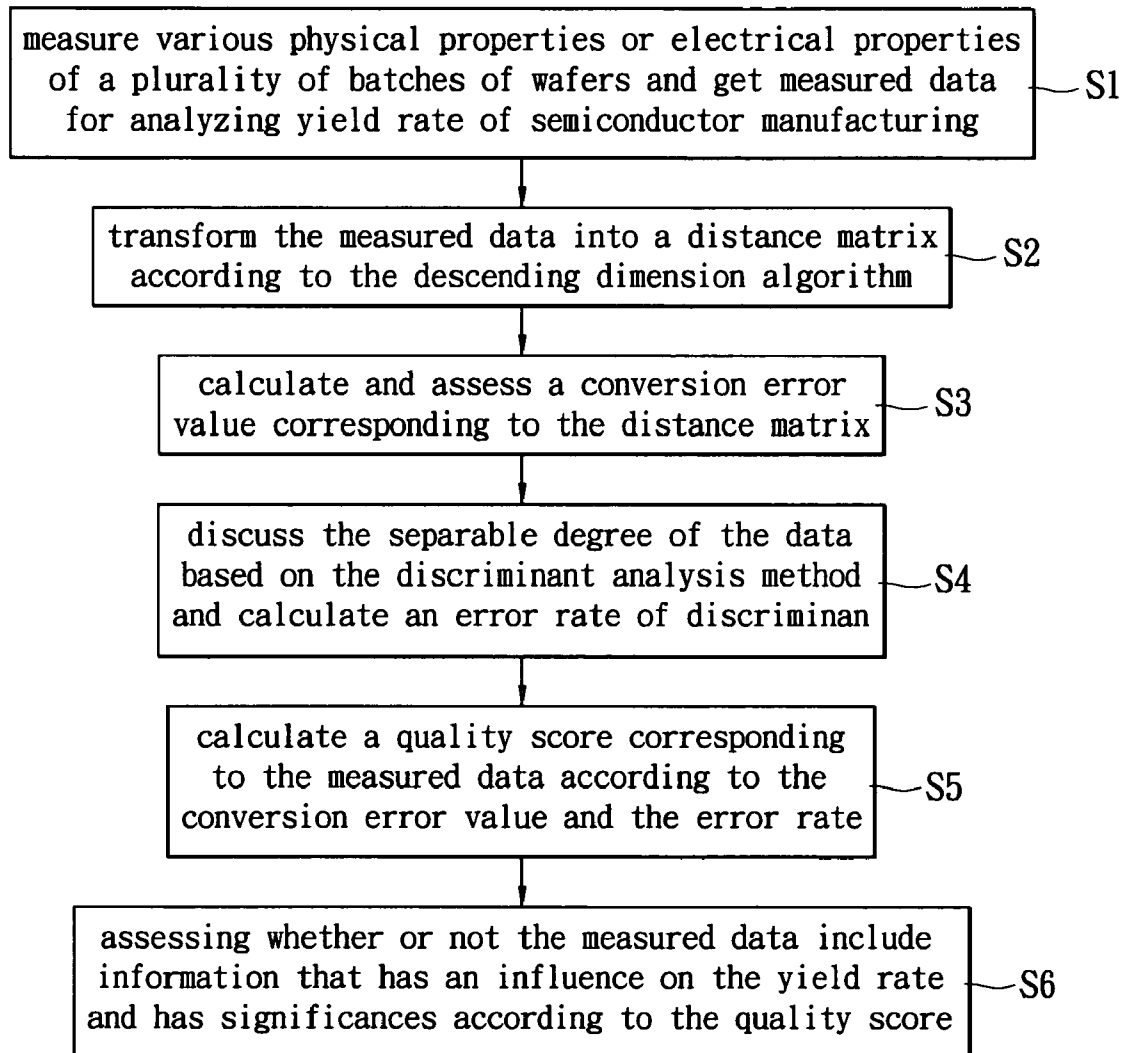 measure various physical properties or electrical properties
of a plurality of batches of wafers and get measured data
for analyzing yield rate of semiconductor manufacturing
S1
transform the measured data into a distance matrix
according to the descending dimension algorithm
S2
calculate and assess a conversion error
value corresponding to the distance matrix
S3
discuss the separable degree of the data
based on the discriminant analysis method
and calculate an error rate of discriminan
S4
calculate a quality score corresponding
to the measured data according to the
conversion error value and the error rate
S5
assessing whether or not the measured data include
information that has an influence on the yield rate
and has significances according to the quality score
S6